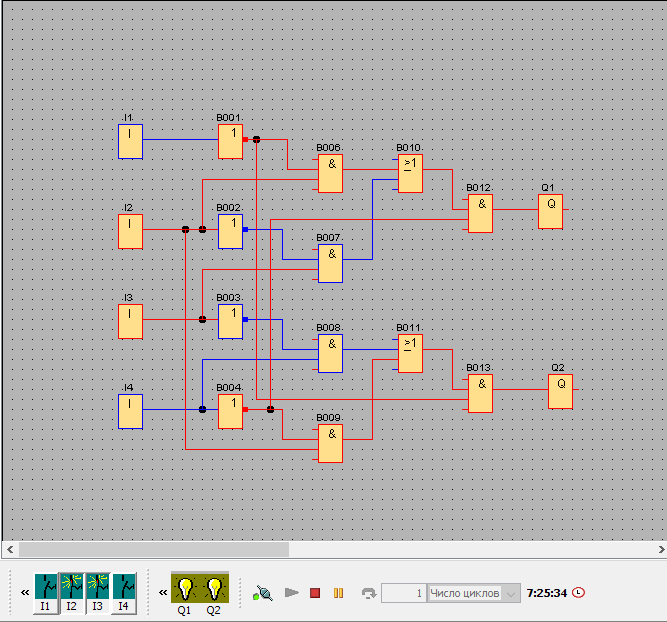 I1 B001
I 1
B006 B010
& ≥1
I2 B002 B012 Q1
I 1 & Q
B007
&
I3 B003
I 1
B008 B011
& ≥1
I4 B004 B013 Q2
I 1 & Q
B009
&
« I1 I2 I3 I4 « Q1 Q2 1 Число циклов 7:25:34